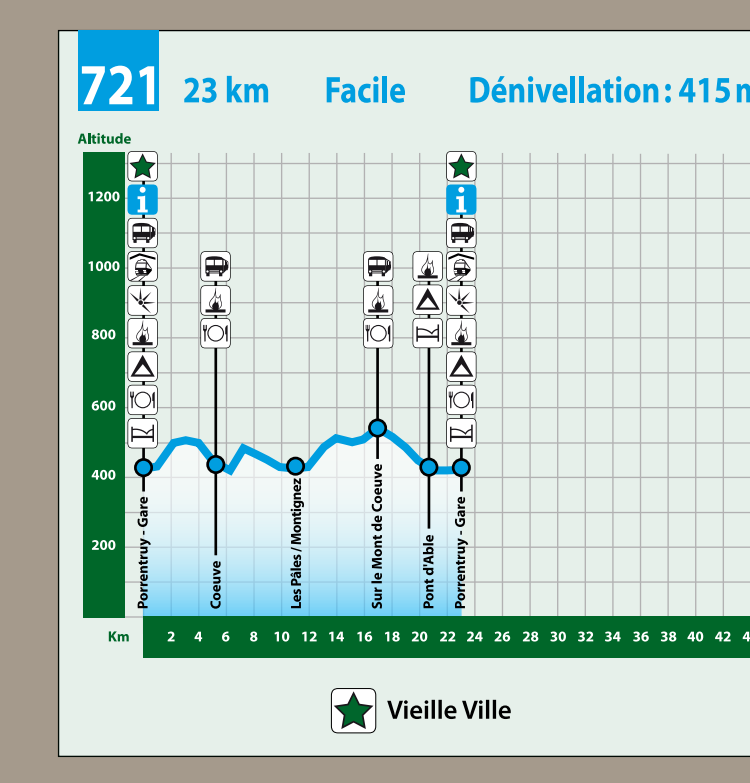 721 23 km Facile Dénivellation : 415 m
Altitude
1200
1000
800
600
400
200
Porrentruy - Gare
Coeuve
Les Pâles / Montignez
Sur le Mont de Coeuve
Pont d'Able
Porrentruy - Gare
Km 2 4 6 8 10 12 14 16 18 20 22 24 26 28 30 32 34 36 38 40 42
Vieille Ville